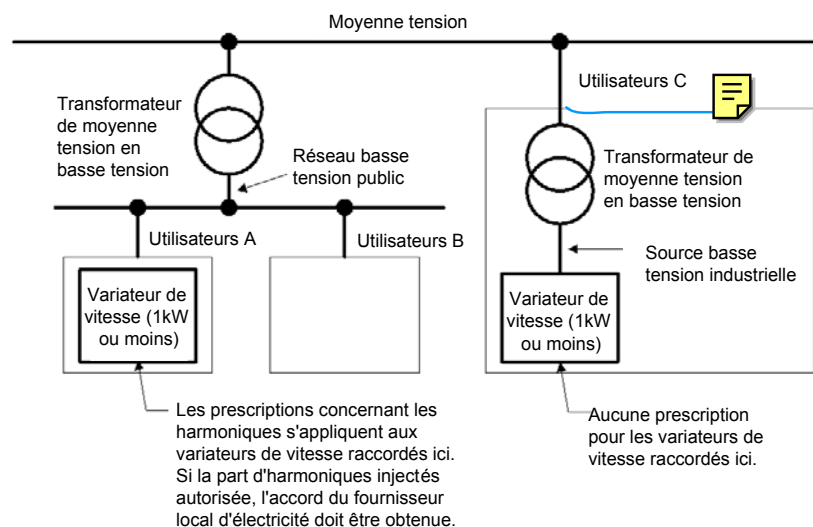 Moyenne tension
Utilisateurs C
Transformateur
de moyenne
tension en
basse tension
Réseau basse
tension public
Transformateur de
moyenne tension
en basse tension
Utilisateurs A
Utilisateurs B
Source basse
tension industrielle
Variateur de
vitesse (1kW
ou moins)
Variateur de
vitesse (1kW
ou moins)
Les prescriptions concernant les
harmoniques s'appliquent aux
variateurs de vitesse raccordés ici.
Si la part d'harmoniques injectés
autorisée, l'accord du fournisseur
local d'électricité doit être obtenue.
Aucune prescription
pour les variateurs de
vitesse raccordés ici.